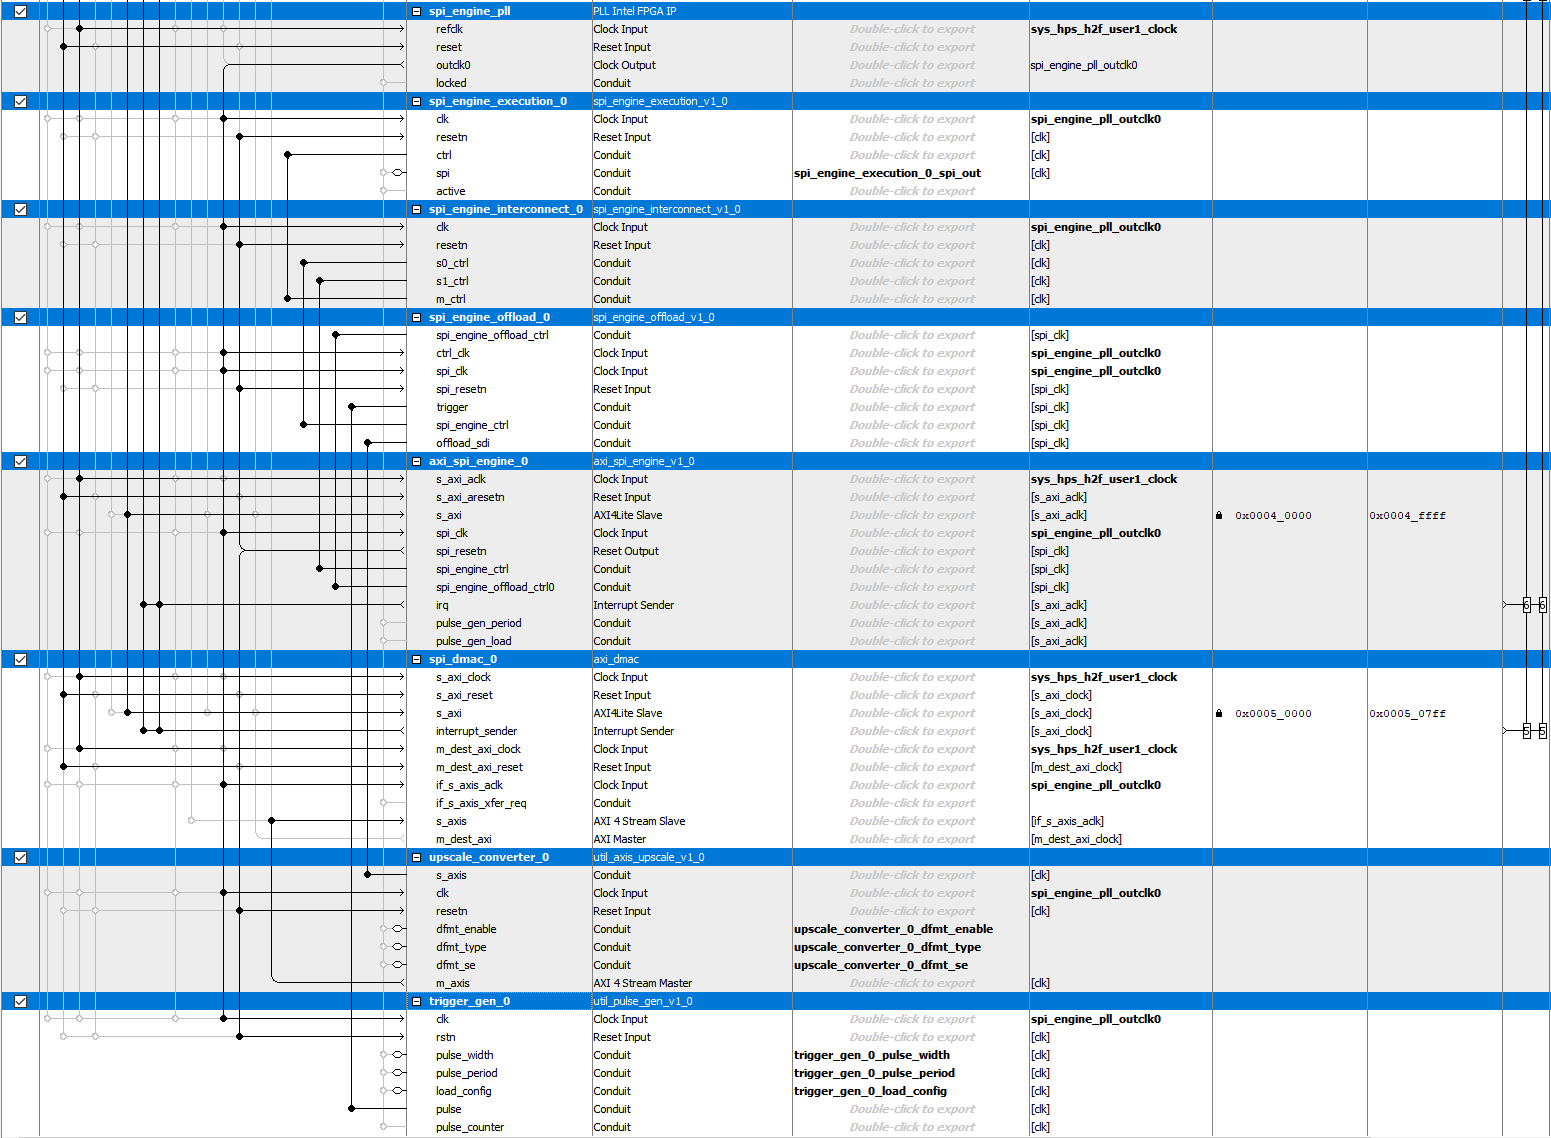 spi_engine_pll PLL Intel FPGA IP
refclk Clock Input Double-click to export sys_hps_h2f_user1_clock
reset Reset Input Double-click to export
outclk0 Clock Output Double-click to export spi_engine_pll_outclk0
locked Conduit Double-click to export
spi_engine_execution_0 spi_engine_execution_v1_0
clk Clock Input Double-click to export spi_engine_pll_outclk0
resetn Reset Input Double-click to export [clk]
ctrl Conduit Double-click to export [clk]
spi Conduit spi_engine_execution_0_spi_out [clk]
active Conduit Double-click to export
spi_engine_interconnect_0 spi_engine_interconnect_v1_0
clk Clock Input Double-click to export spi_engine_pll_outclk0
resetn Reset Input Double-click to export [clk]
s0_ctrl Conduit Double-click to export [clk]
s1_ctrl Conduit Double-click to export [clk]
m_ctrl Conduit Double-click to export [clk]
spi_engine_offload_0 spi_engine_offload_v1_0
spi_engine_offload_ctrl Conduit Double-click to export [spi_clk]
ctrl_clk Clock Input Double-click to export spi_engine_pll_outclk0
spi_clk Clock Input Double-click to export spi_engine_pll_outclk0
spi_resetn Reset Input Double-click to export [spi_clk]
trigger Conduit Double-click to export [spi_clk]
spi_engine_ctrl Conduit Double-click to export [spi_clk]
offload_sdi Conduit Double-click to export [spi_clk]
axi_spi_engine_0 axi_spi_engine_v1_0
s_axi_aclk Clock Input Double-click to export sys_hps_h2f_user1_clock
s_axi_aresetn Reset Input Double-click to export [s_axi_aclk]
s_axi AXI4Lite Slave Double-click to export [s_axi_aclk] 0x0004_0000 0x0004_ffff
spi_clk Clock Input Double-click to export spi_engine_pll_outclk0
spi_resetn Reset Output Double-click to export [spi_clk]
spi_engine_ctrl Conduit Double-click to export [spi_clk]
spi_engine_offload_ctrl0 Conduit Double-click to export [spi_clk]
irq Interrupt Sender Double-click to export [s_axi_aclk] 6 6
pulse_gen_period Conduit Double-click to export [s_axi_aclk]
pulse_gen_load Conduit Double-click to export [s_axi_aclk]
spi_dmac_0 axi_dmac
s_axi_clock Clock Input Double-click to export sys_hps_h2f_user1_clock
s_axi_reset Reset Input Double-click to export [s_axi_clock]
s_axi AXI4Lite Slave Double-click to export [s_axi_clock] 0x0005_0000 0x0005_07ff
interrupt_sender Interrupt Sender Double-click to export [s_axi_clock] 5 5
m_dest_axi_clock Clock Input Double-click to export sys_hps_h2f_user1_clock
m_dest_axi_reset Reset Input Double-click to export [m_dest_axi_clock]
if_s_axis_aclk Clock Input Double-click to export spi_engine_pll_outclk0
if_s_axis_xfer_req Conduit Double-click to export
s_axis AXI 4 Stream Slave Double-click to export [if_s_axis_aclk]
m_dest_axi AXI Master Double-click to export [m_dest_axi_clock]
upscale_converter_0 util_axis_upscale_v1_0
s_axis Conduit Double-click to export [clk]
clk Clock Input Double-click to export spi_engine_pll_outclk0
resetn Reset Input Double-click to export [clk]
dfmt_enable Conduit upscale_converter_0_dfmt_enable
dfmt_type Conduit upscale_converter_0_dfmt_type
dfmt_se Conduit upscale_converter_0_dfmt_se
m_axis AXI 4 Stream Master Double-click to export [clk]
trigger_gen_0 util_pulse_gen_v1_0
clk Clock Input Double-click to export spi_engine_pll_outclk0
rstn Reset Input Double-click to export [clk]
pulse_width Conduit trigger_gen_0_pulse_width [clk]
pulse_period Conduit trigger_gen_0_pulse_period [clk]
load_config Conduit trigger_gen_0_load_config [clk]
pulse Conduit Double-click to export [clk]
pulse_counter Conduit Double-click to export [clk]